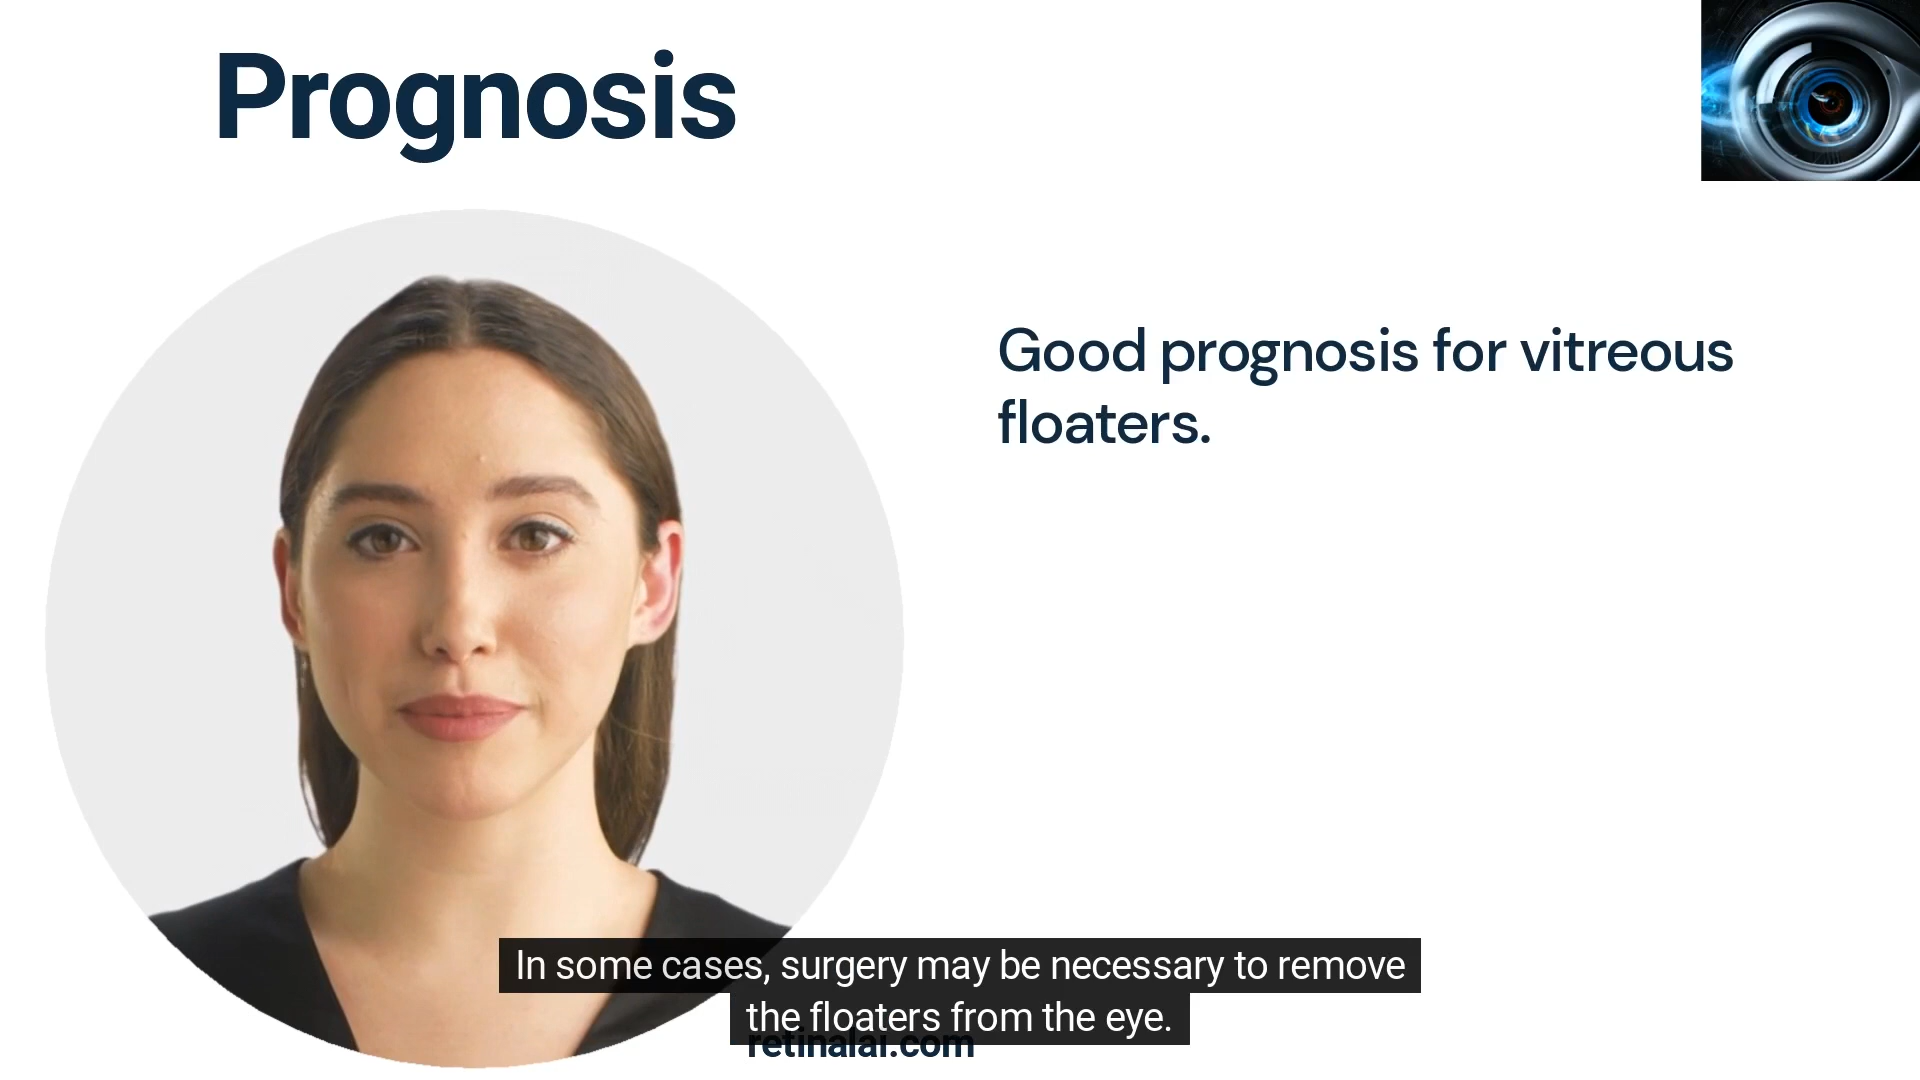 Prognosis
Good prognosis for vitreous
floaters.
In some cases, surgery may be necessary to remove
the floaters from the eye.
retinalai.com